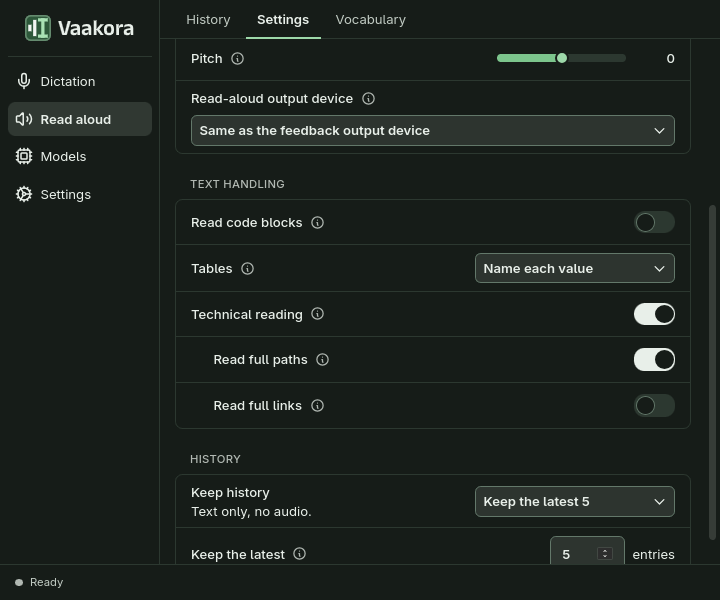 Vaakora
History Settings Vocabulary
Dictation
Read aloud
Models
Settings
Pitch 0
Read-aloud output device
Same as the feedback output device
TEXT HANDLING
Read code blocks
Tables Name each value
Technical reading
Read full paths
Read full links
HISTORY
Keep history
Text only, no audio.
Keep the latest 5
Keep the latest 5 entries
Ready